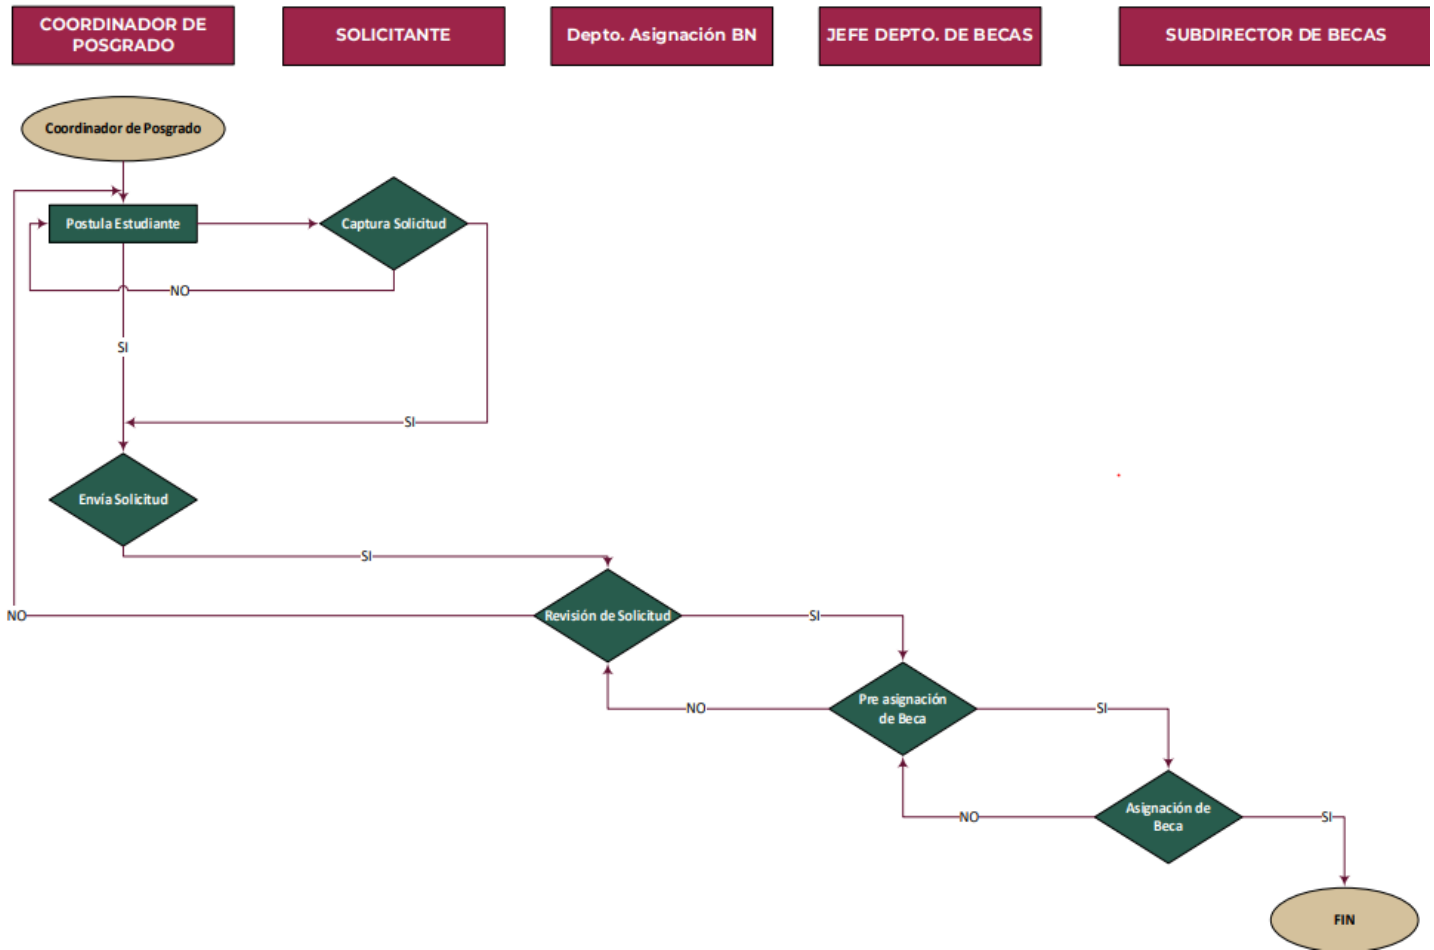 COORDINADOR DE
POSGRADO
SOLICITANTE
Depto. Asignación BN
JEFE DEPTO. DE BECAS
SUBDIRECTOR DE BECAS
Coordinador de Posgrado
Postula Estudiante
Captura Solicitud
NO
SI
SI
Envía Solicitud
SI
NO
Revisión de Solicitud
SI
Pre asignación
de Beca
NO
SI
Asignación de
Beca
NO
SI
FIN